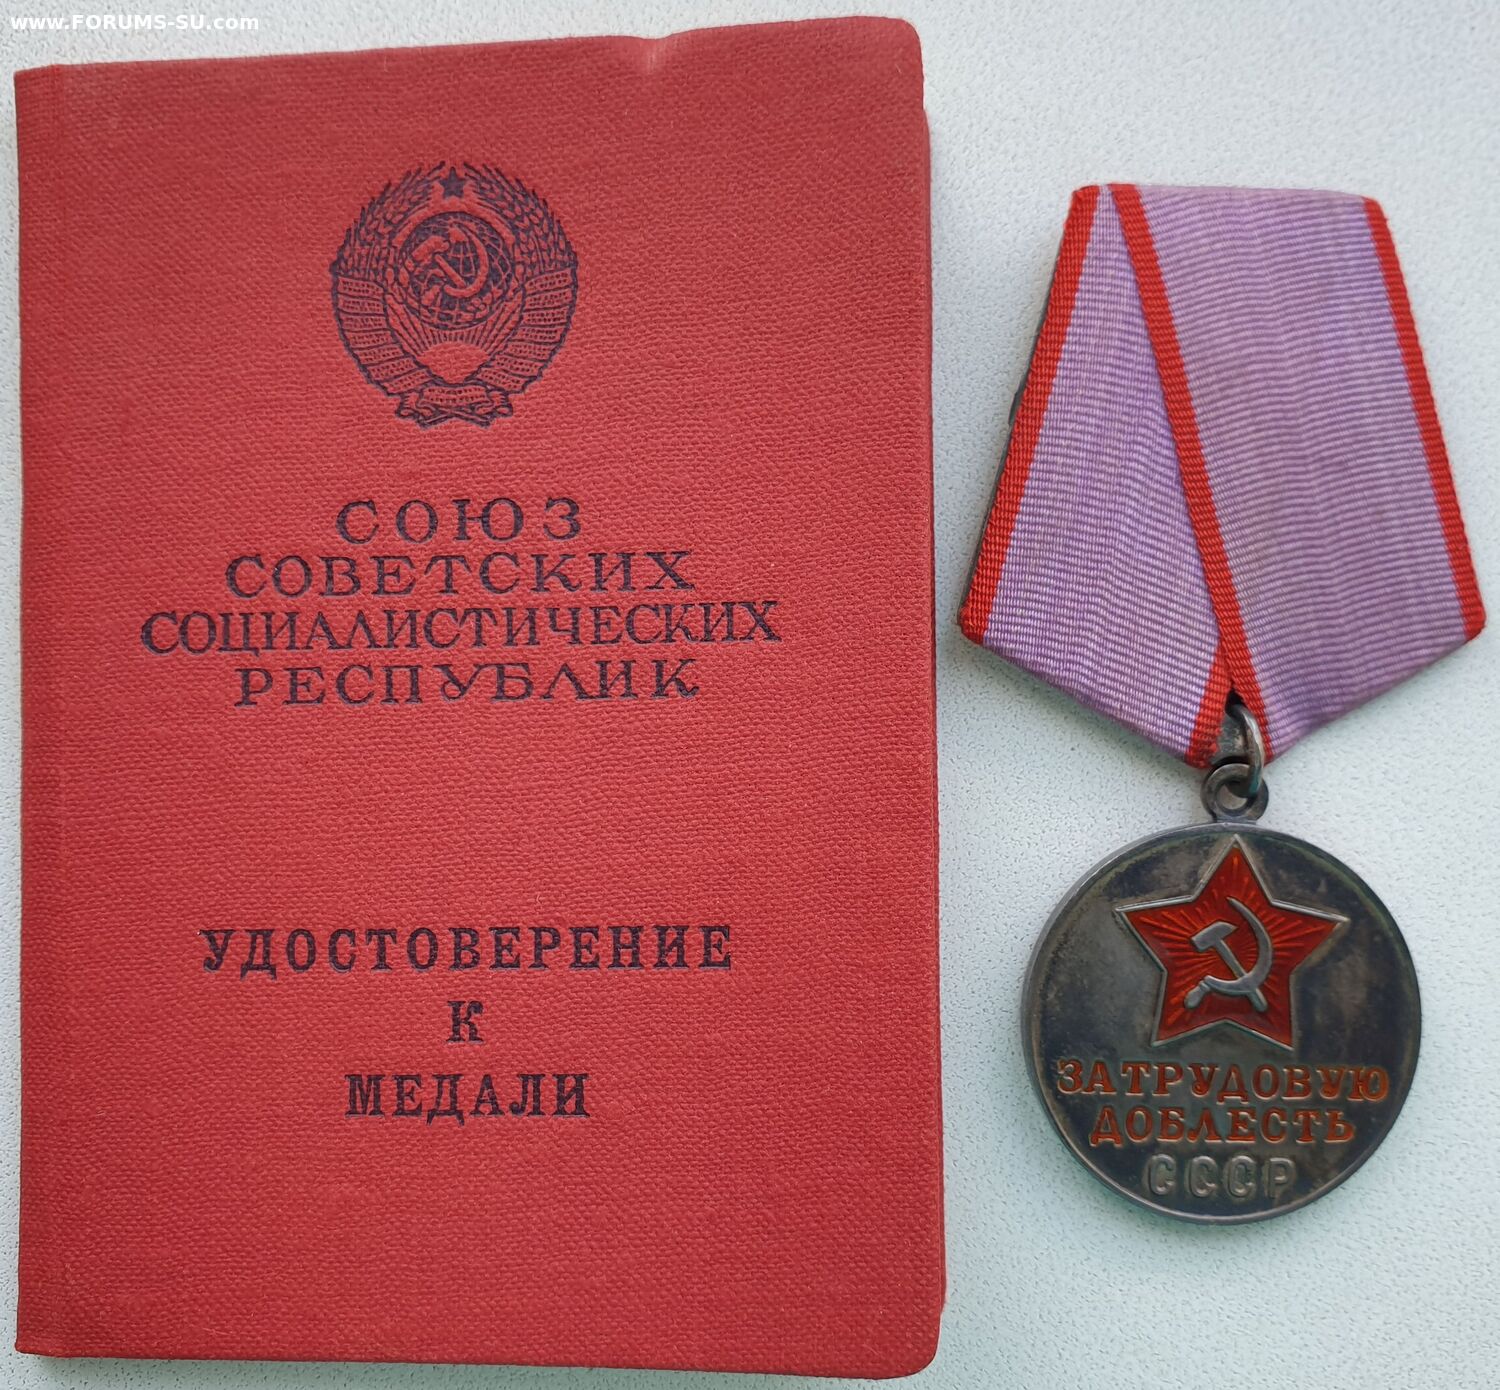 www.FORUMS-SU.com
СОЮЗ
СОВЕТСКИХ
СОЦИАЛИСТИЧЕСКИХ
РЕСПУБЛИК
УДОСТОВЕРЕНИЕ
К
МЕДАЛИ
ЗА ТРУДОВУЮ
ДОБЛЕСТЬ
СССР